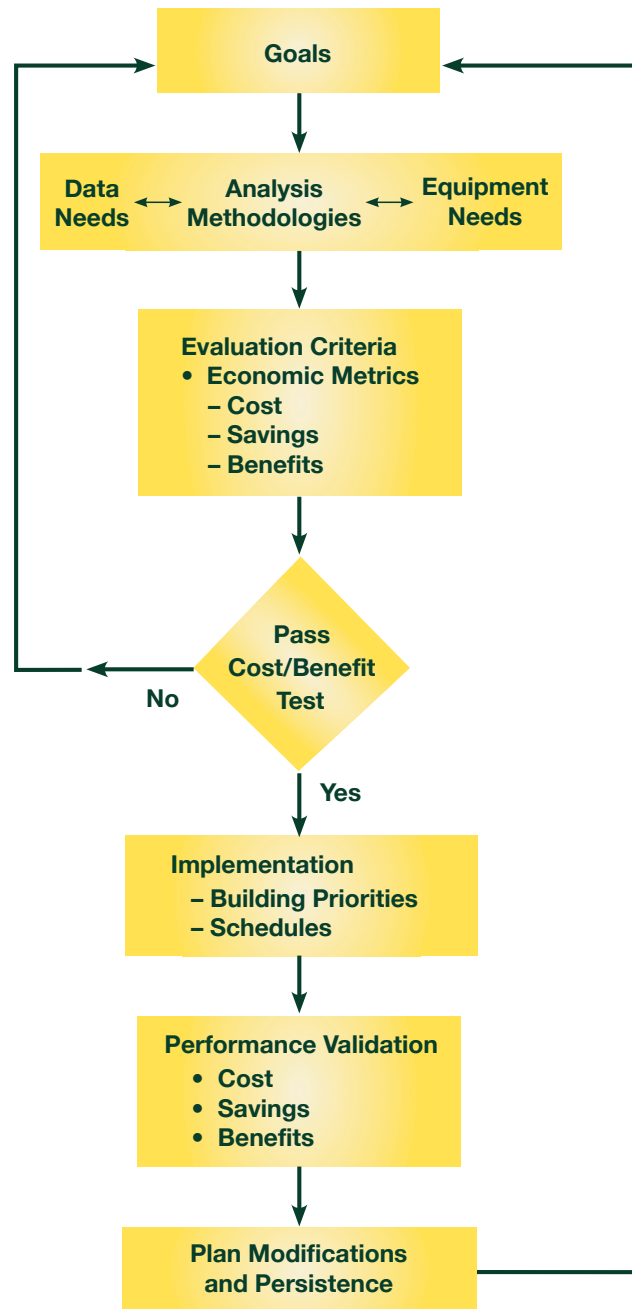 Goals
Data
Needs
Analysis
Methodologies
Equipment
Needs
Evaluation Criteria
• Economic Metrics
– Cost
– Savings
– Benefits
Pass
Cost/Benefit
Test
No
Yes
Implementation
– Building Priorities
– Schedules
Performance Validation
• Cost
• Savings
• Benefits
Plan Modifications
and Persistence